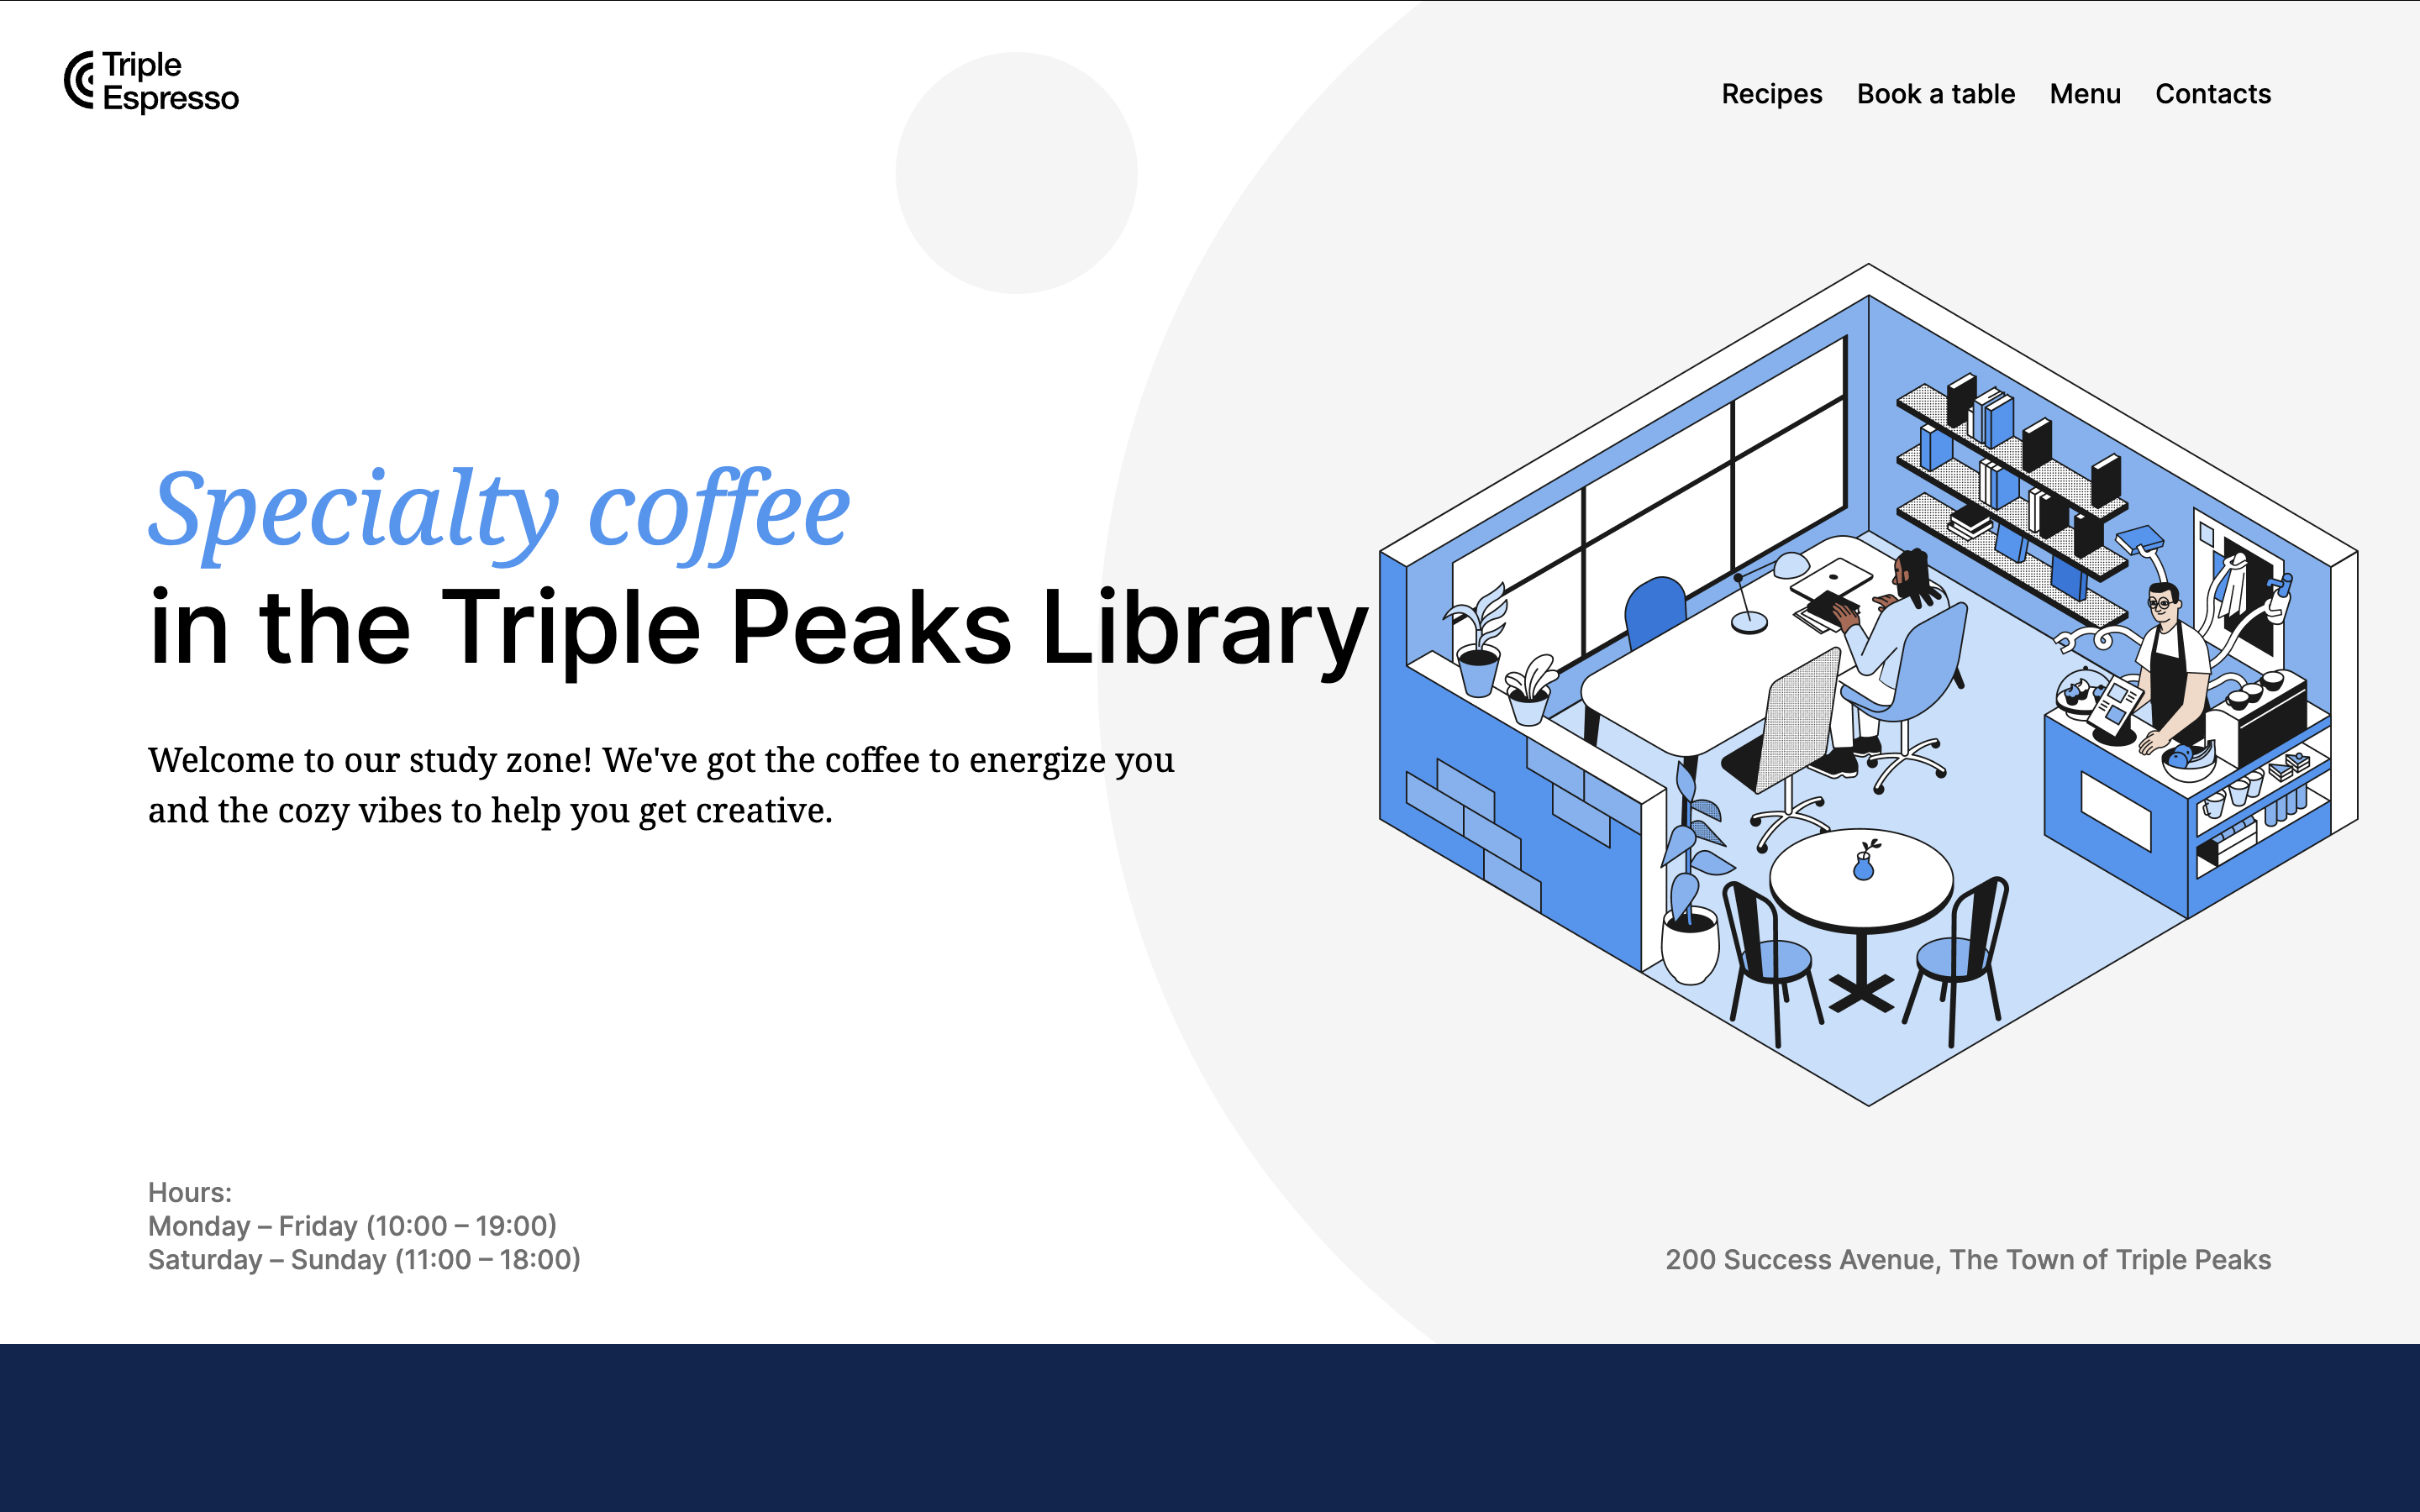 Triple
Espresso
Recipes Book a table Menu Contacts
Specialty coffee
in the Triple Peaks Library
Welcome to our study zone! We've got the coffee to energize you
and the cozy vibes to help you get creative.
Hours:
Monday – Friday (10:00 – 19:00)
Saturday – Sunday (11:00 – 18:00)
200 Success Avenue, The Town of Triple Peaks